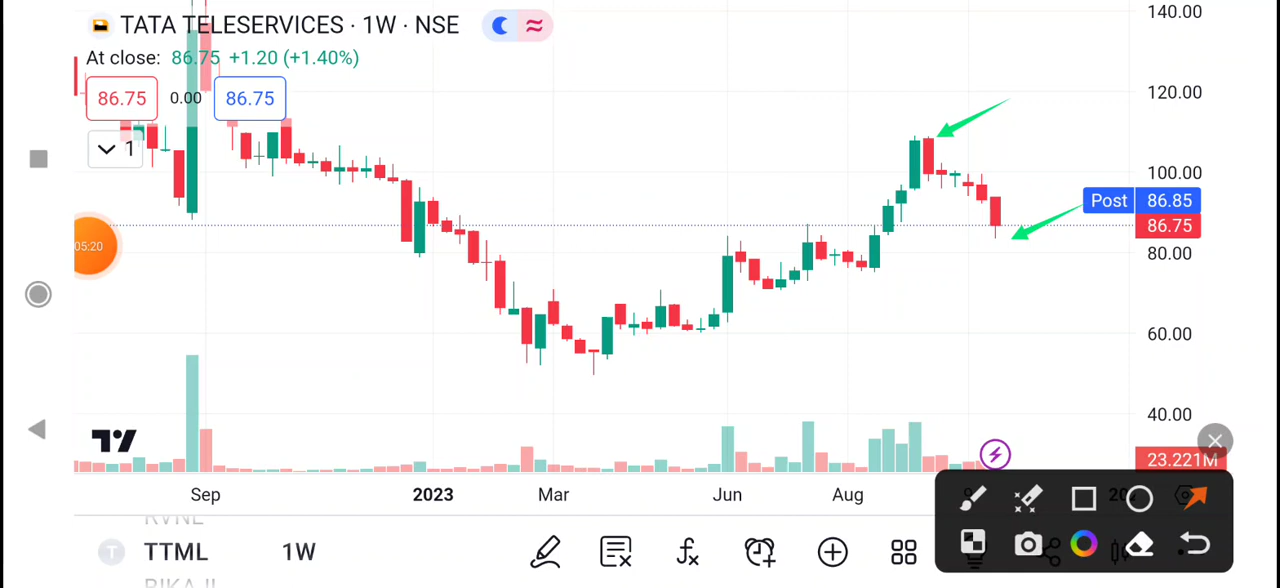 TATA TELESERVICES · 1W · NSE
At close: 86.75 +1.20 (+1.40%)
86.75 0.00 86.75
1
140.00
120.00
100.00
Post 86.85
86.75
80.00
60.00
40.00
23.221M
05:20
Sep 2023 Mar Jun Aug
RVNL
T TTML 1W